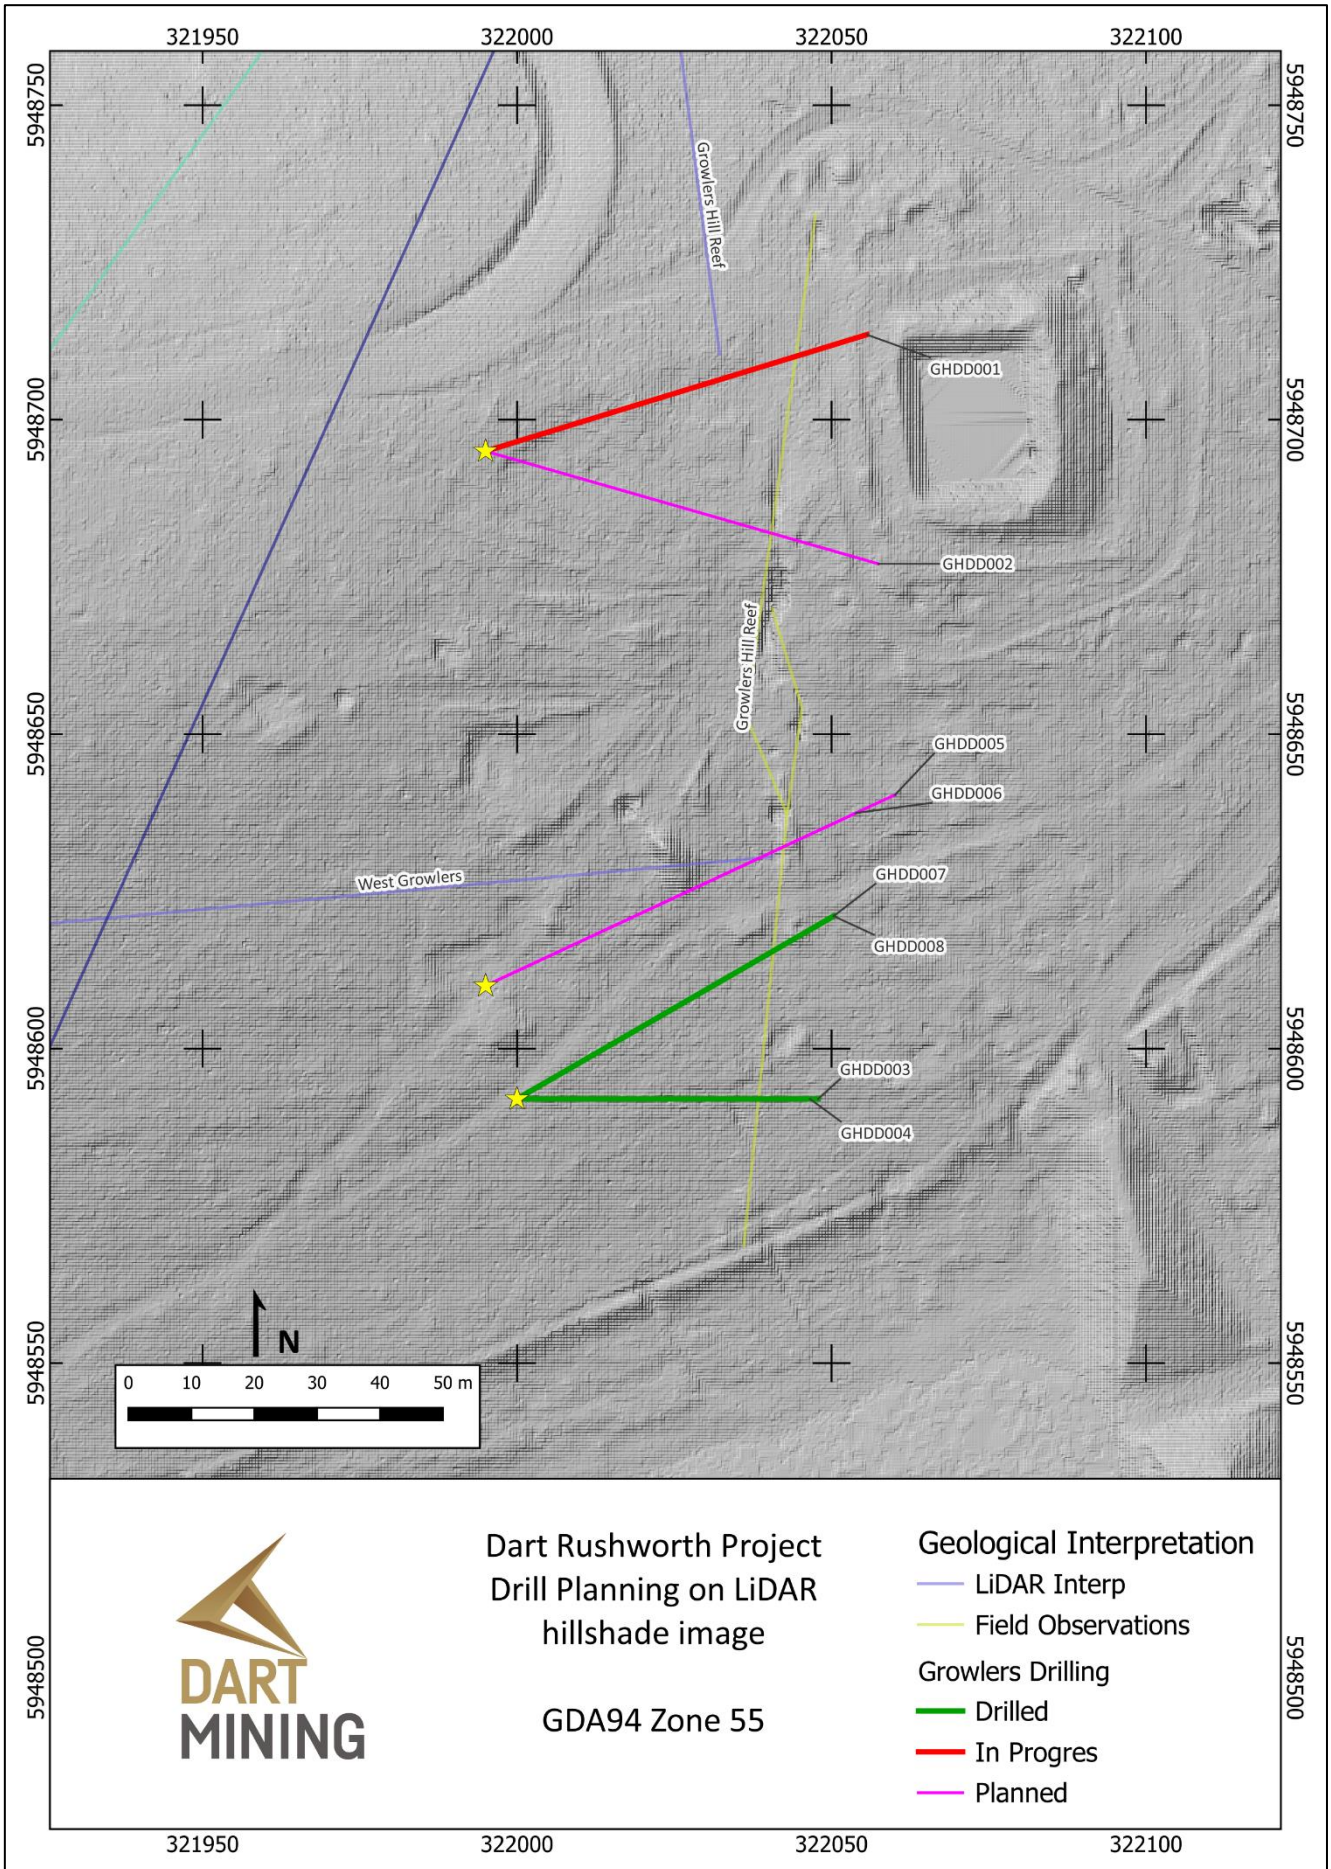 321950
322000
322050
322100
5948750
5948750
Growlers Hill Reef
GHDD001
5948700
5948700
GHDD002
Growlers Hill Reef
5948650
5948650
GHDD005
GHDD006
West Growlers
GHDD007
GHDD008
5948600
5948600
GHDD003
GHDD004
N
5948550
5948550
0 10 20 30 40 50 m
DART
MINING
Dart Rushworth Project
Drill Planning on LiDAR
hillshade image
GDA94 Zone 55
Geological Interpretation
LiDAR Interp
Field Observations
Growlers Drilling
Drilled
In Progres
Planned
5948500
5948500
321950
322000
322050
322100